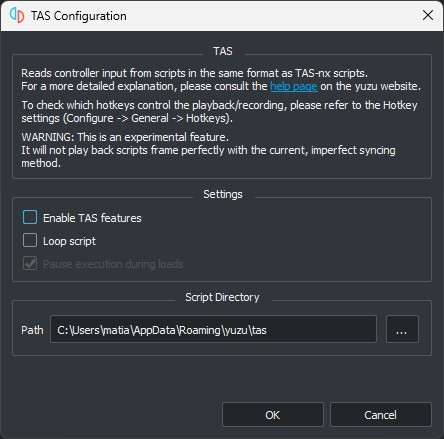 TAS Configuration
TAS
Reads controller input from scripts in the same format as TAS-nx scripts.
For a more detailed explanation, please consult the help page on the yuzu website.
To check which hotkeys control the playback/recording, please refer to the Hotkey
settings (Configure -> General -> Hotkeys).
WARNING: This is an experimental feature.
It will not play back scripts frame perfectly with the current, imperfect syncing
method.
Settings
Enable TAS features
Loop script
Pause execution during loads
Script Directory
Path C:\Users\matia\AppData\Roaming\yuzu\tas ...
OK Cancel